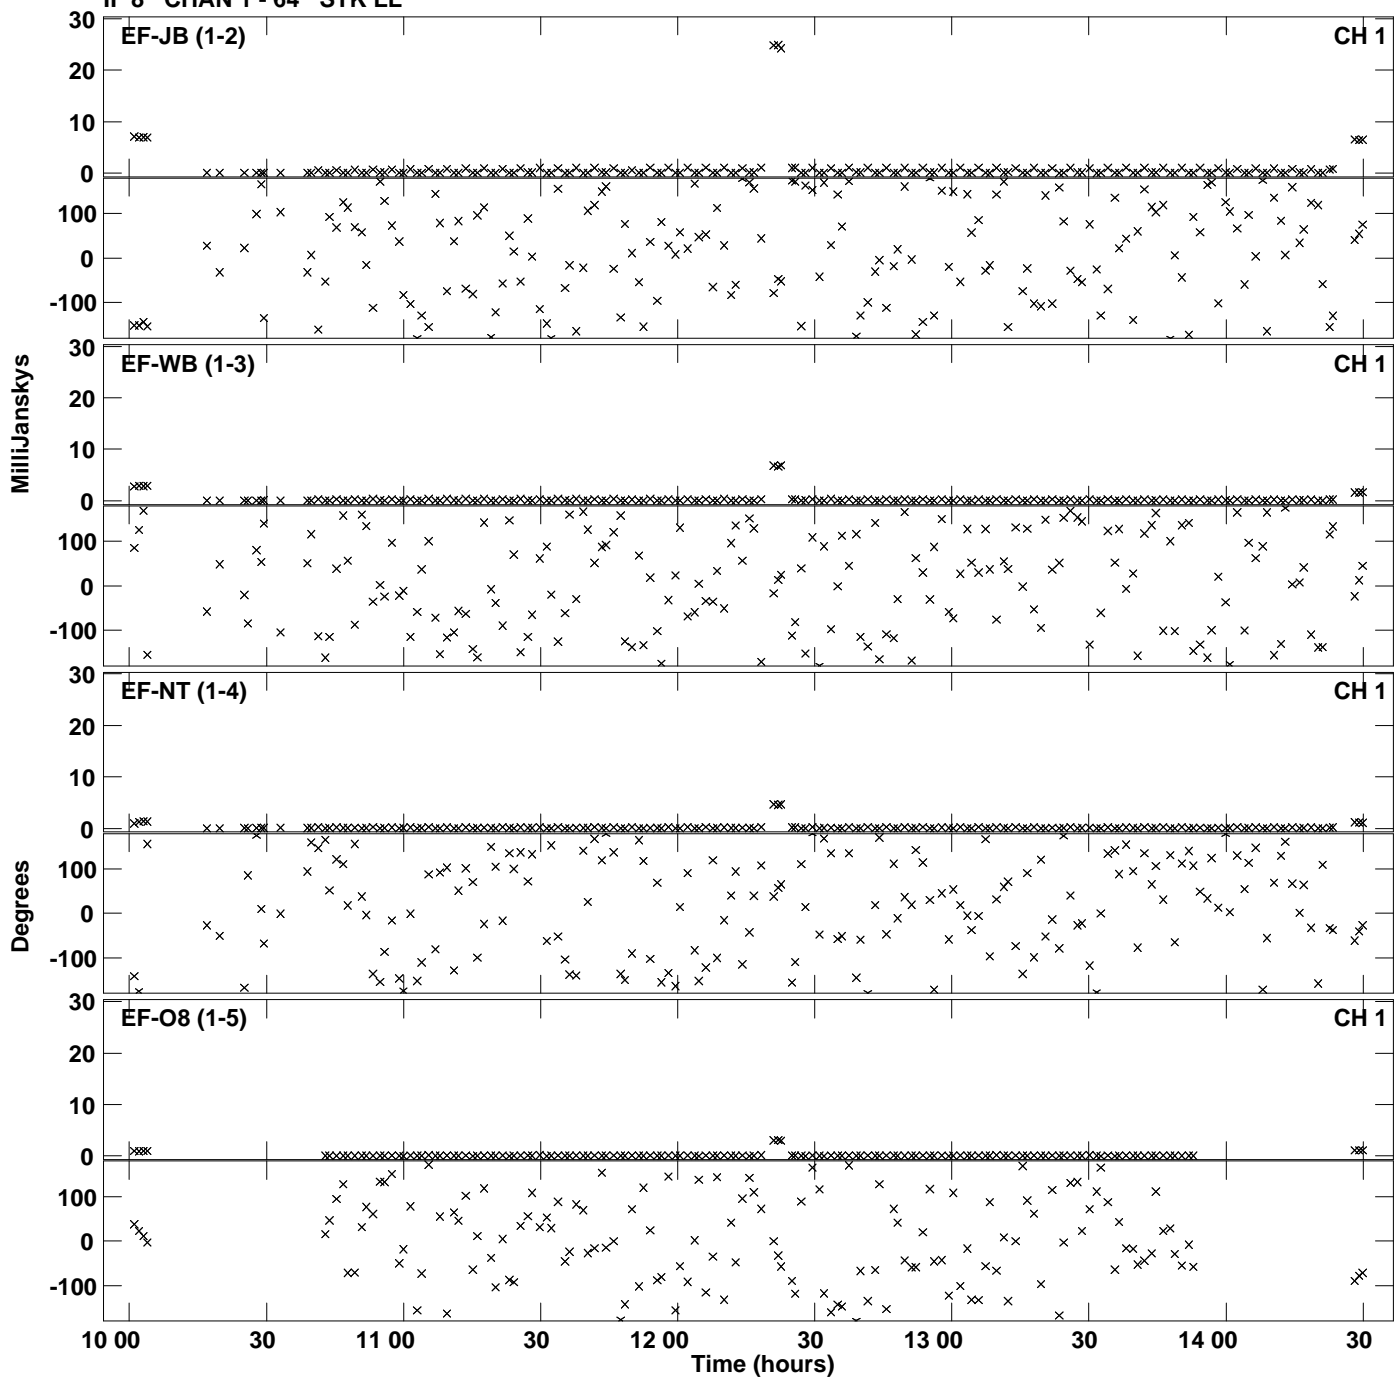 IF 8 CHAN 1 - 64 STK LL
30
EF-JB (1-2)
CH 1
20
10
0
100
0
-100
30
EF-WB (1-3)
CH 1
20
10
0
100
0
-100
MilliJanskys
30
EF-NT (1-4)
CH 1
20
10
0
100
0
-100
Degrees
30
EF-O8 (1-5)
CH 1
20
10
0
100
0
-100
10 00 30 11 00 30 12 00 30 13 00 30 14 00 30
Time (hours)